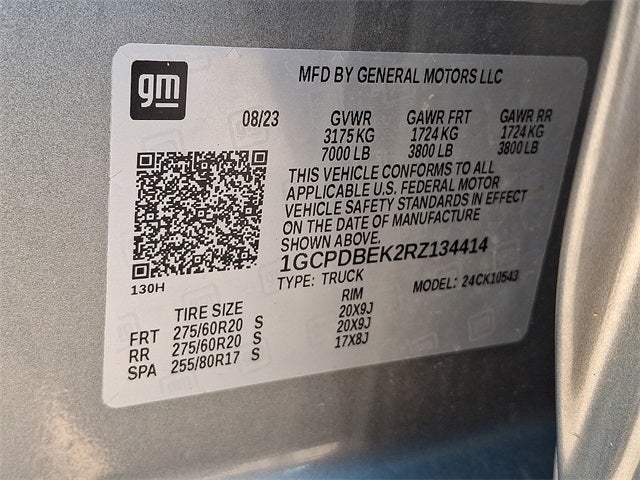 gm
MFD BY GENERAL MOTORS LLC
08/23 GVWR GAWR FRT GAWR RR
3175 KG 1724 KG 1724 KG
7000 LB 3800 LB 3800 LB
THIS VEHICLE CONFORMS TO ALL
APPLICABLE U.S. FEDERAL MOTOR
VEHICLE SAFETY STANDARDS IN EFFECT
ON THE DATE OF MANUFACTURE
SHOWN ABOVE.
1GCPDBEK2RZ134414
130H
TYPE: TRUCK MODEL: 24CK10543
TIRE SIZE RIM
FRT 275/60R20 S 20X9J
RR 275/60R20 S 20X9J
SPA 255/80R17 S 17X8J